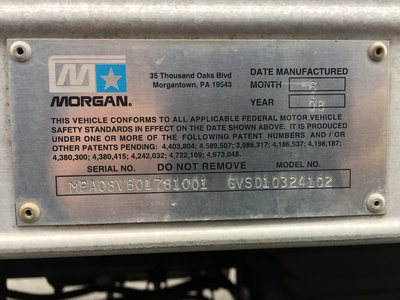 M
MORGAN.
35 Thousand Oaks Blvd
Morgantown, PA 19543
DATE MANUFACTURED
MONTH 6
YEAR 08
THIS VEHICLE CONFORMS TO ALL APPLICABLE FEDERAL MOTOR VEHICLE
SAFETY STANDARDS IN EFFECT ON THE DATE SHOWN ABOVE. IT IS PRODUCED
UNDER ONE OR MORE OF THE FOLLOWING PATENT NUMBERS AND / OR
OTHER PATENTS PENDING: 4,403,804; 4,589,507; 3,986,317; 4,186,537; 4,198,187;
4,380,300; 4,380,415; 4,242,032; 4,722,109; 4,673,048.
SERIAL NO. DO NOT REMOVE MODEL NO.
GVSD10324102